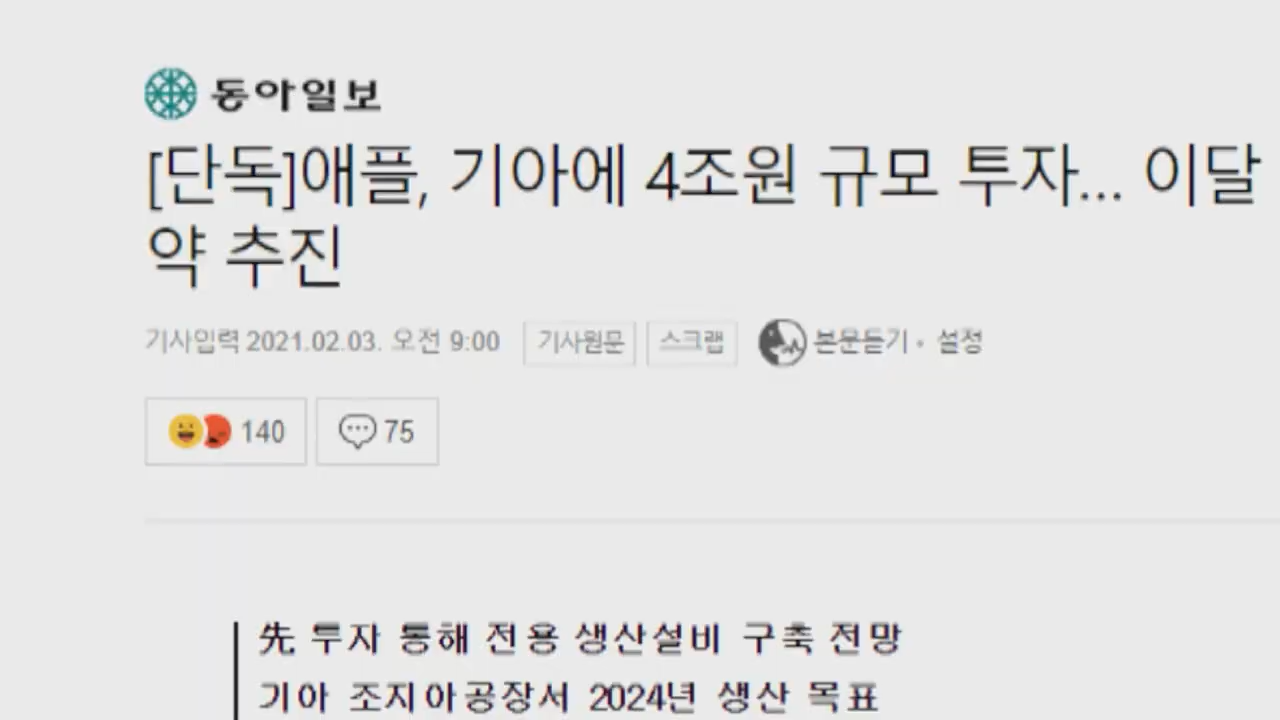 동아일보
[단독]애플, 기아에 4조원 규모 투자... 이달
약 추진
기사입력 2021.02.03. 오전 9:00 기사원문 스크랩 본문듣기 • 설정
140 75
先 투자 통해 전용 생산설비 구축 전망
기아 조지아공장서 2024년 생산 목표